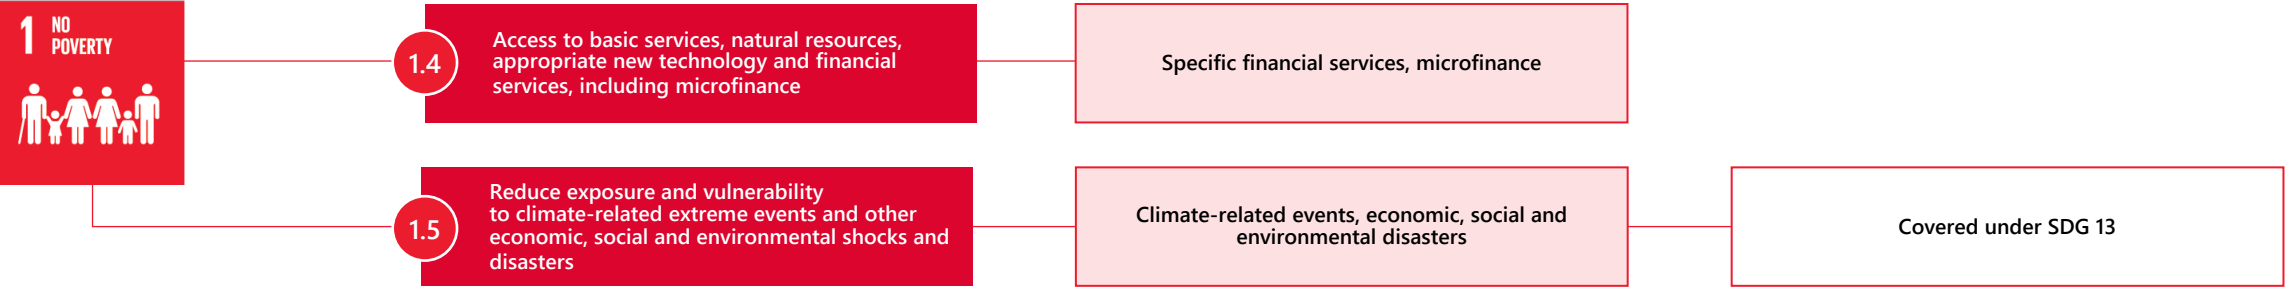 1 NO
POVERTY
1.4
Access to basic services, natural resources,
appropriate new technology and financial
services, including microfinance
Specific financial services, microfinance
1.5
Reduce exposure and vulnerability
to climate-related extreme events and other
economic, social and environmental shocks and
disasters
Climate-related events, economic, social and
environmental disasters
Covered under SDG 13